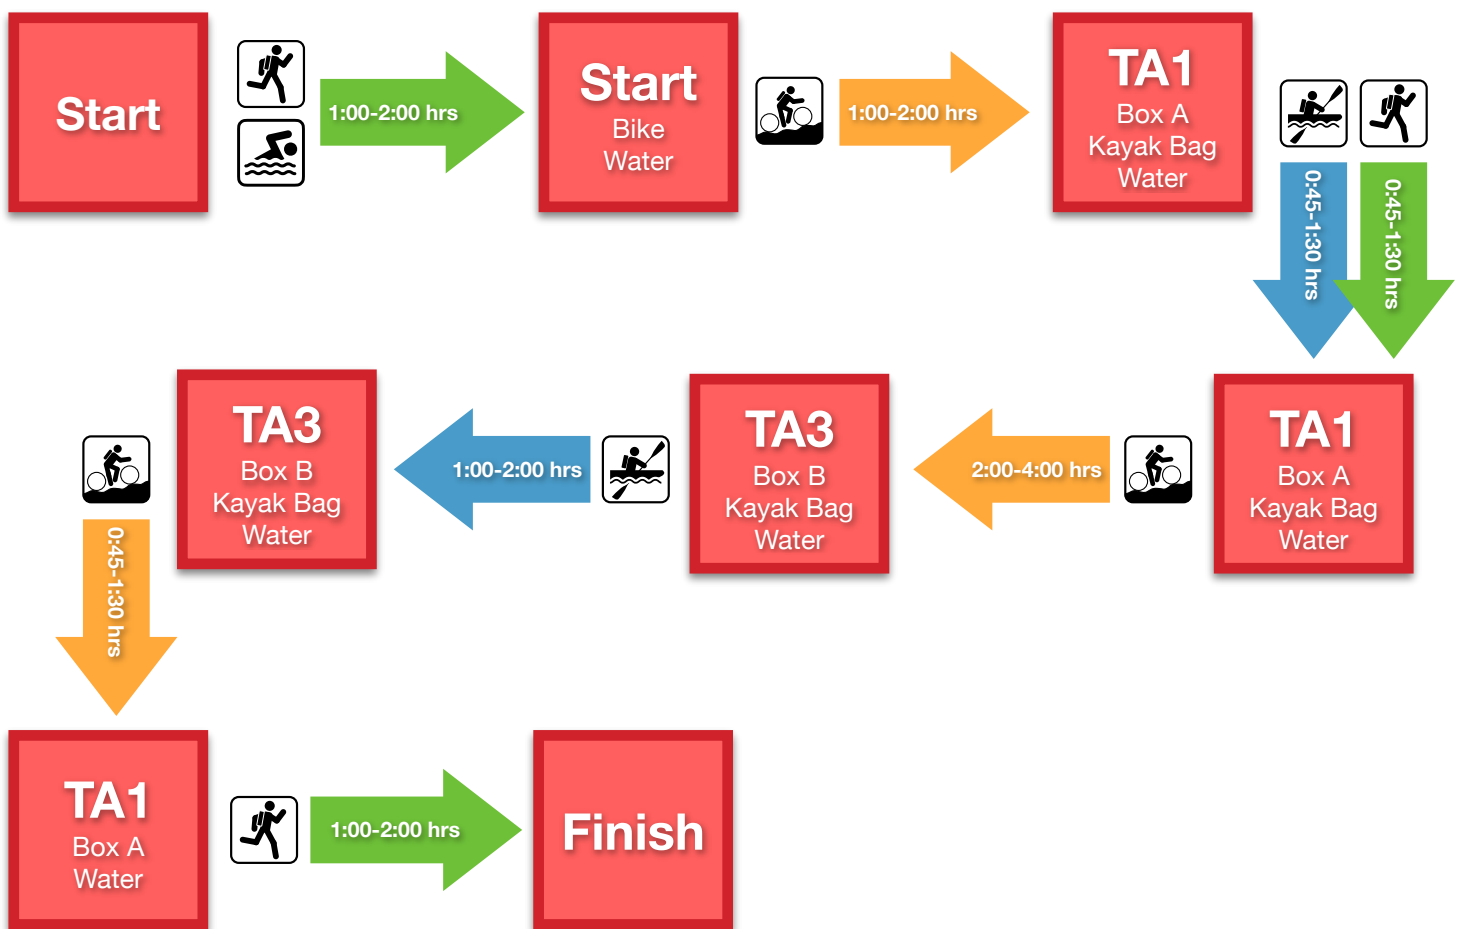 Start
1:00-2:00 hrs
Start
Bike
Water
1:00-2:00 hrs
TA1
Box A
Kayak Bag
Water
0:45-1:30 hrs
0:45-1:30 hrs
TA1
Box A
Kayak Bag
Water
2:00-4:00 hrs
TA3
Box B
Kayak Bag
Water
1:00-2:00 hrs
TA3
Box B
Kayak Bag
Water
0:45-1:30 hrs
TA1
Box A
Water
1:00-2:00 hrs
Finish